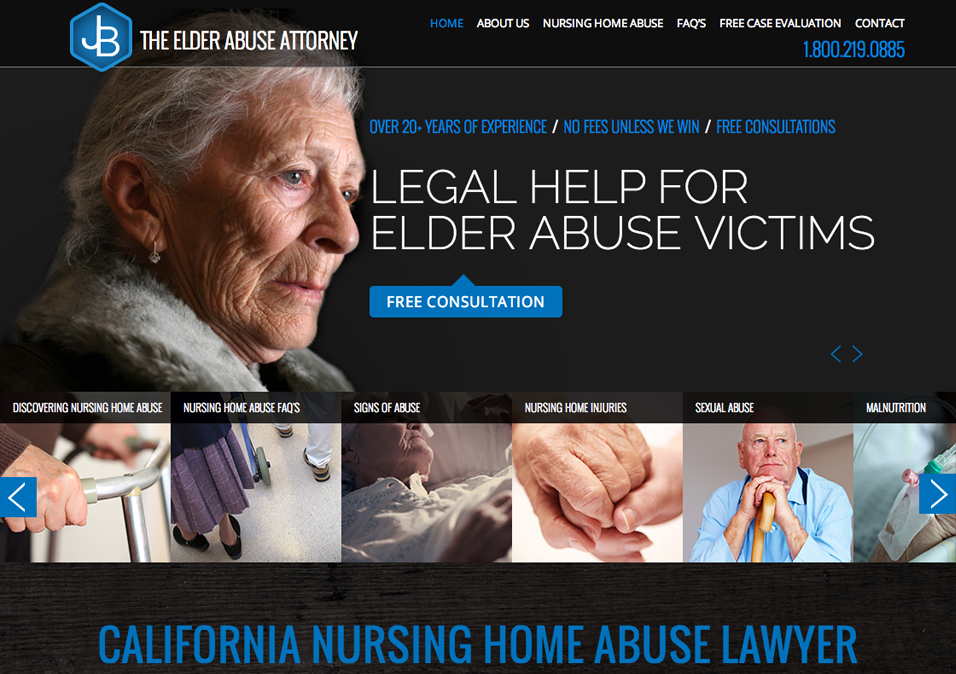 JB
THE ELDER ABUSE ATTORNEY
HOME ABOUT US NURSING HOME ABUSE FAQ'S FREE CASE EVALUATION CONTACT
1.800.219.0885
OVER 20+ YEARS OF EXPERIENCE / NO FEES UNLESS WE WIN / FREE CONSULTATIONS
LEGAL HELP FOR
ELDER ABUSE VICTIMS
FREE CONSULTATION
DISCOVERING NURSING HOME ABUSE
NURSING HOME ABUSE FAQ'S
SIGNS OF ABUSE
NURSING HOME INJURIES
SEXUAL ABUSE
MALNUTRITION
CALIFORNIA NURSING HOME ABUSE LAWYER